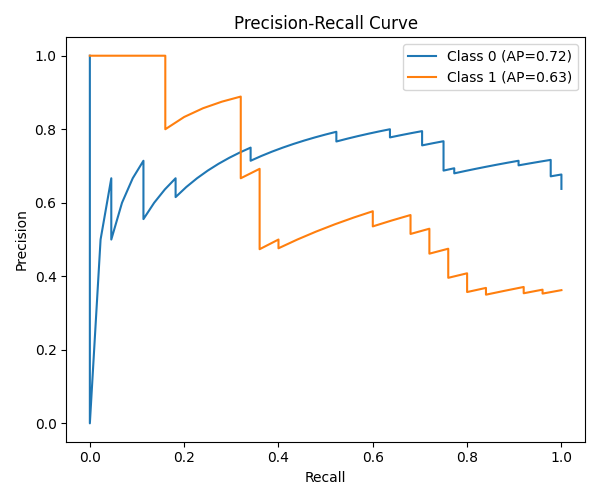 Precision-Recall Curve
Class 0 (AP=0.72)
Class 1 (AP=0.63)
Precision
1.0
0.8
0.6
0.4
0.2
0.0
0.0 0.2 0.4 0.6 0.8 1.0
Recall